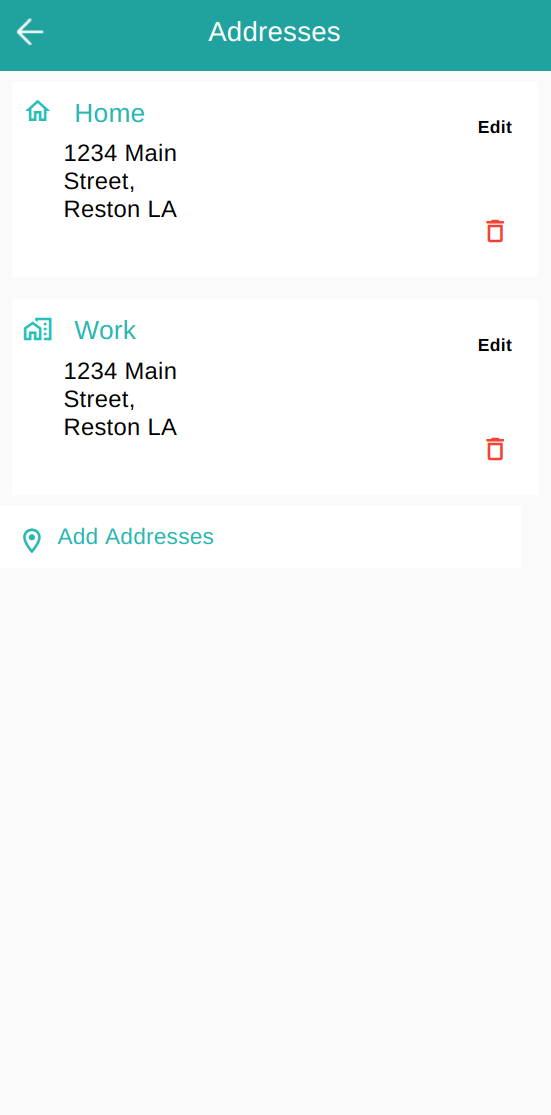 Addresses
Home
Edit
1234 Main
Street,
Reston LA
Work
Edit
1234 Main
Street,
Reston LA
Add Addresses